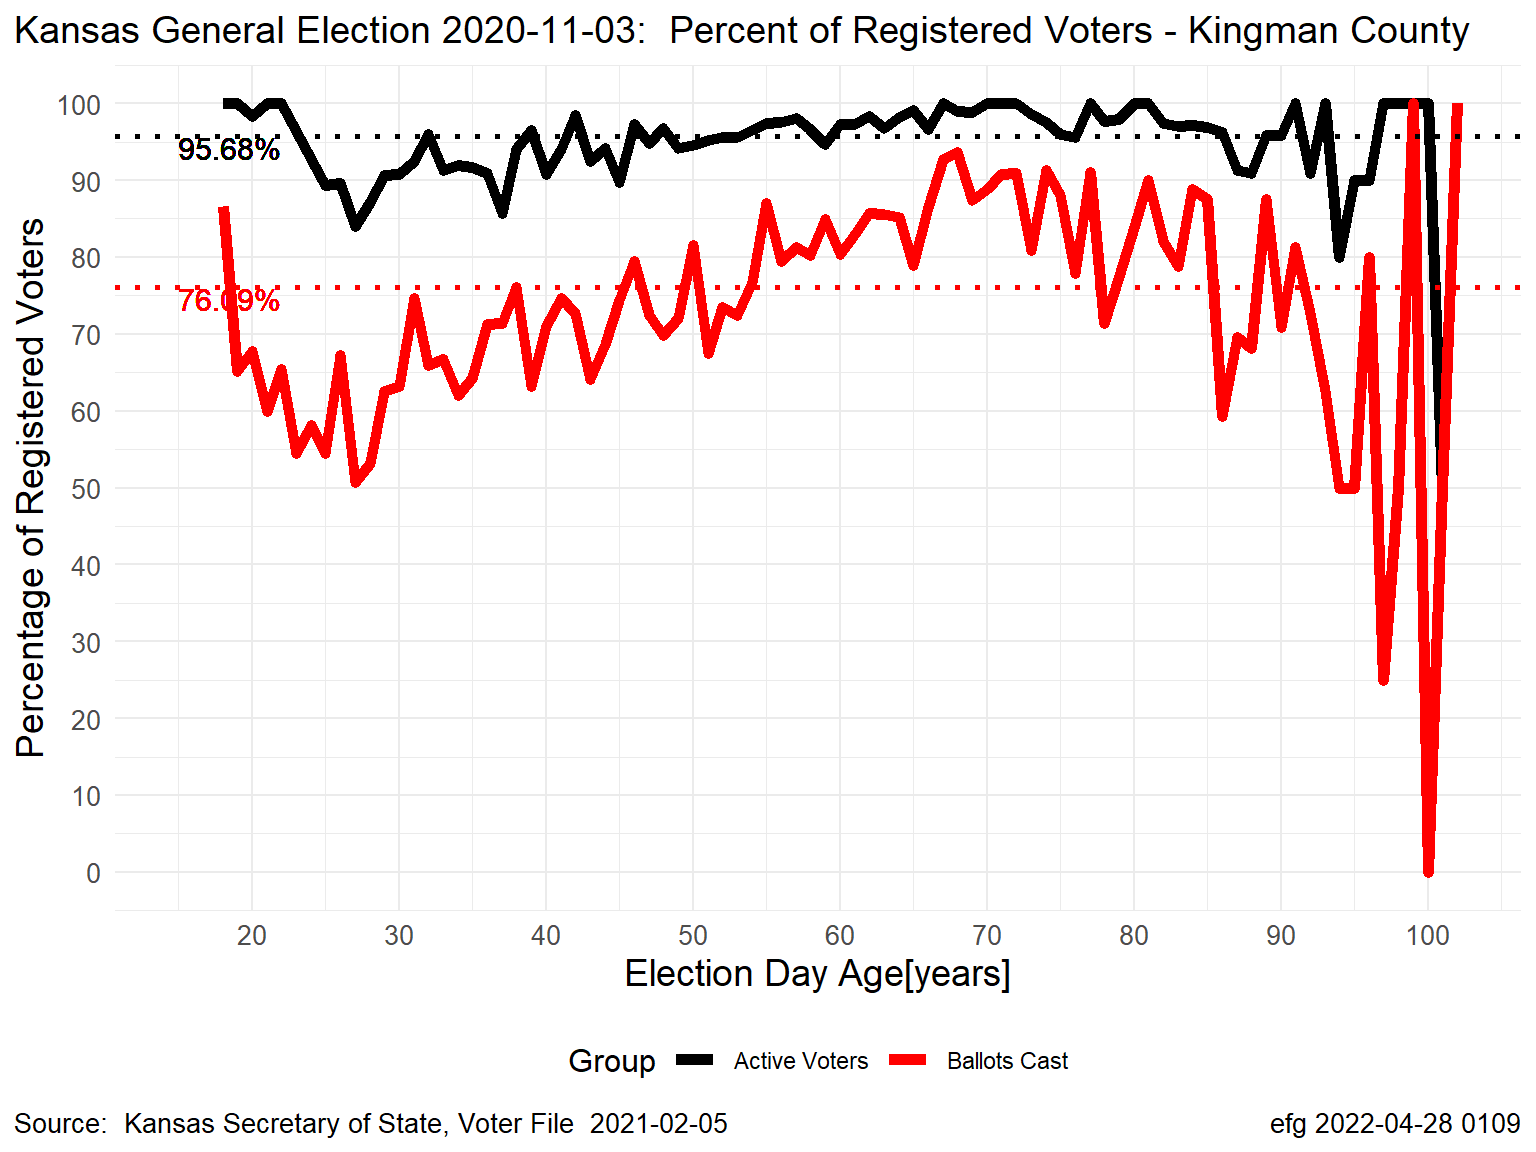 Kansas General Election 2020-11-03:  Percent of Registered Voters - Kingman County
Percentage of Registered Voters
100
90
80
70
60
50
40
30
20
10
0
95.68%
76.09%
20 30 40 50 60 70 80 90 100
Election Day Age[years]
Group Active Voters Ballots Cast
Source:  Kansas Secretary of State, Voter File  2021-02-05
efg 2022-04-28 0109